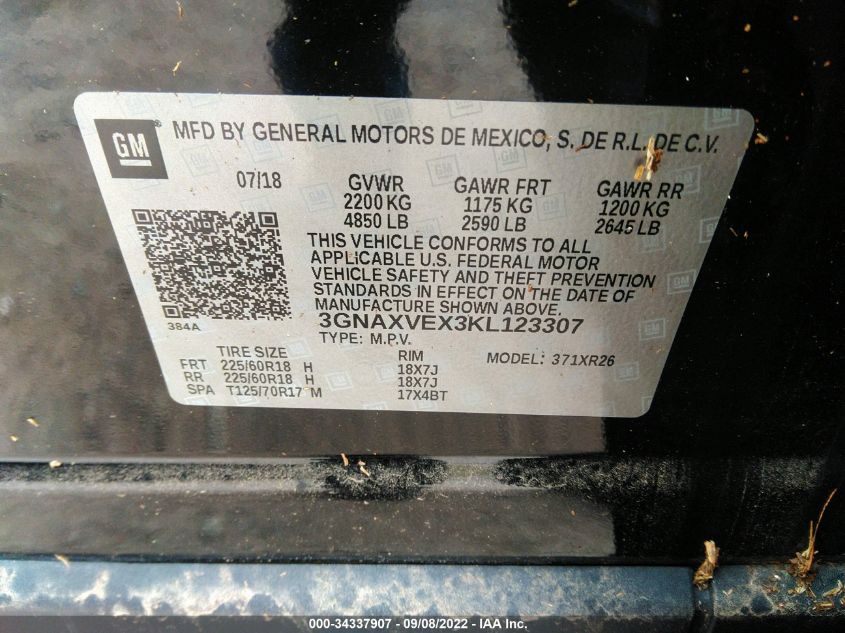 GM ® MFD BY GENERAL MOTORS DE MEXICO, S. DE R.L. DE C.V.
07/18 GVWR GAWR FRT GAWR RR
2200 KG 1175 KG 1200 KG
4850 LB 2590 LB 2645 LB
THIS VEHICLE CONFORMS TO ALL
APPLICABLE U.S. FEDERAL MOTOR
VEHICLE SAFETY AND THEFT PREVENTION
STANDARDS IN EFFECT ON THE DATE OF
MANUFACTURE SHOWN ABOVE.
384A 3GNAXVEX3KL123307
TYPE: M.P.V.
TIRE SIZE RIM MODEL: 371XR26
FRT 225/60R18 H 18X7J
RR 225/60R18 H 18X7J
SPA T125/70R17 M 17X4BT
000-34337907 - 09/08/2022 - IAA Inc.